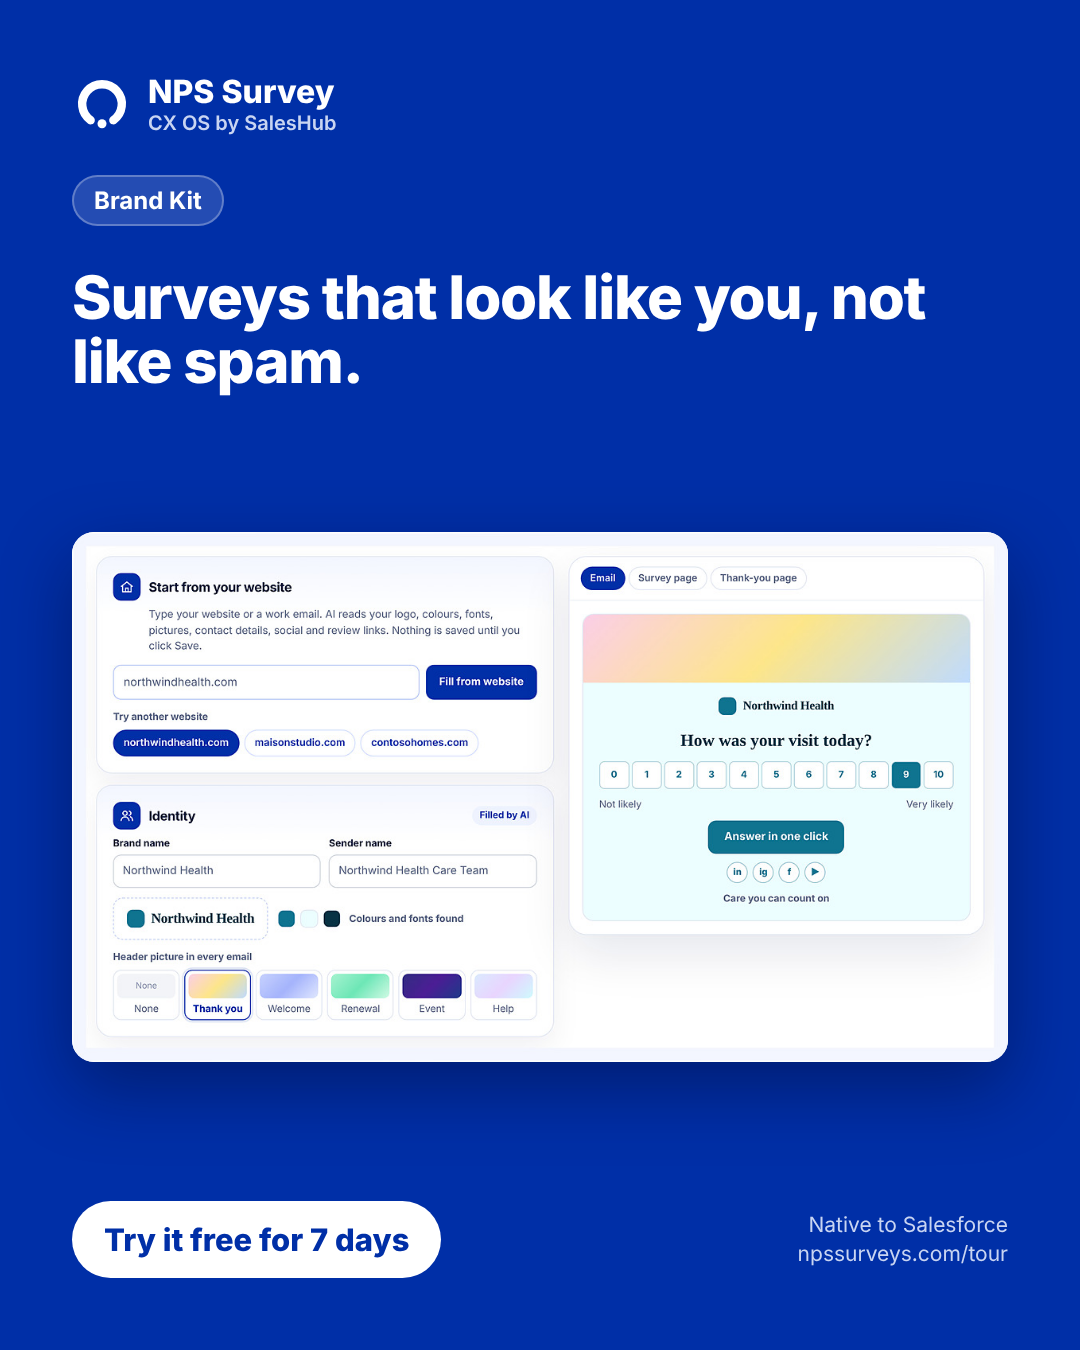 NPS Survey
CX OS by SalesHub
Brand Kit
Surveys that look like you, not
like spam.
Start from your website
Type your website or a work email. AI reads your logo, colours, fonts,
pictures, contact details, social and review links. Nothing is saved until you
click Save.
northwindhealth.com
Fill from website
Try another website
northwindhealth.com
maisonstudio.com
contosohomes.com
Identity
Filled by AI
Brand name
Sender name
Northwind Health
Northwind Health Care Team
Northwind Health
Colours and fonts found
Header picture in every email
None
None
Thank you
Welcome
Renewal
Event
Help
Email
Survey page
Thank-you page
Northwind Health
How was your visit today?
0 1 2 3 4 5 6 7 8 9 10
Not likely
Very likely
Answer in one click
in ig f
Care you can count on
Try it free for 7 days
Native to Salesforce
npssurveys.com/tour